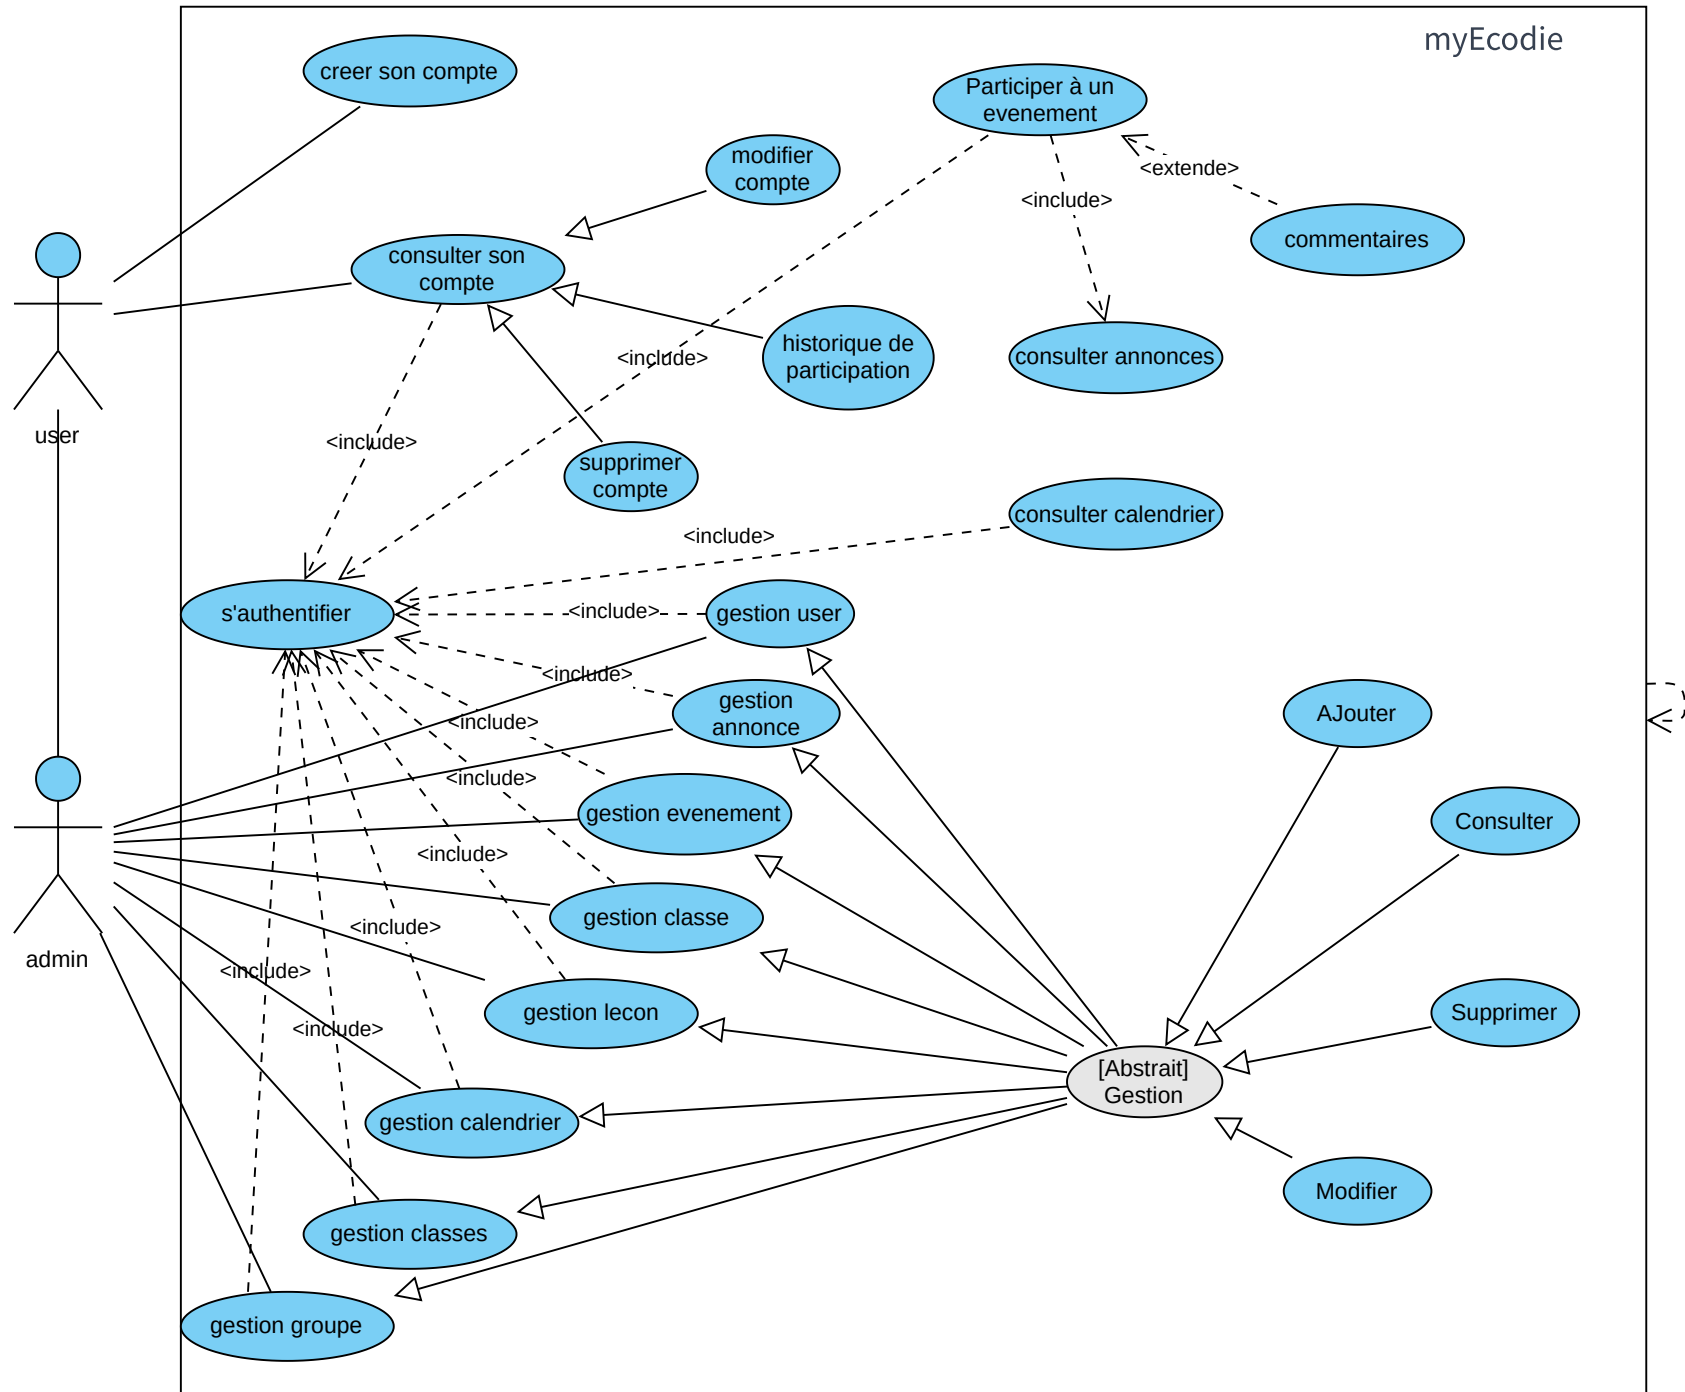 myEcodie
creer son compte
Participer à un
evenement
modifier
compte
<extende>
<include>
commentaires
consulter son
compte
historique de
participation
<include>
consulter annonces
user
<include>
supprimer
compte
consulter calendrier
<include>
s'authentifier
<include>
gestion user
<include>
gestion
annonce
AJouter
<include>
<include>
gestion evenement
Consulter
<include>
gestion classe
<include>
admin
<include>
gestion lecon
Supprimer
<include>
[Abstrait]
Gestion
gestion calendrier
Modifier
gestion classes
gestion groupe